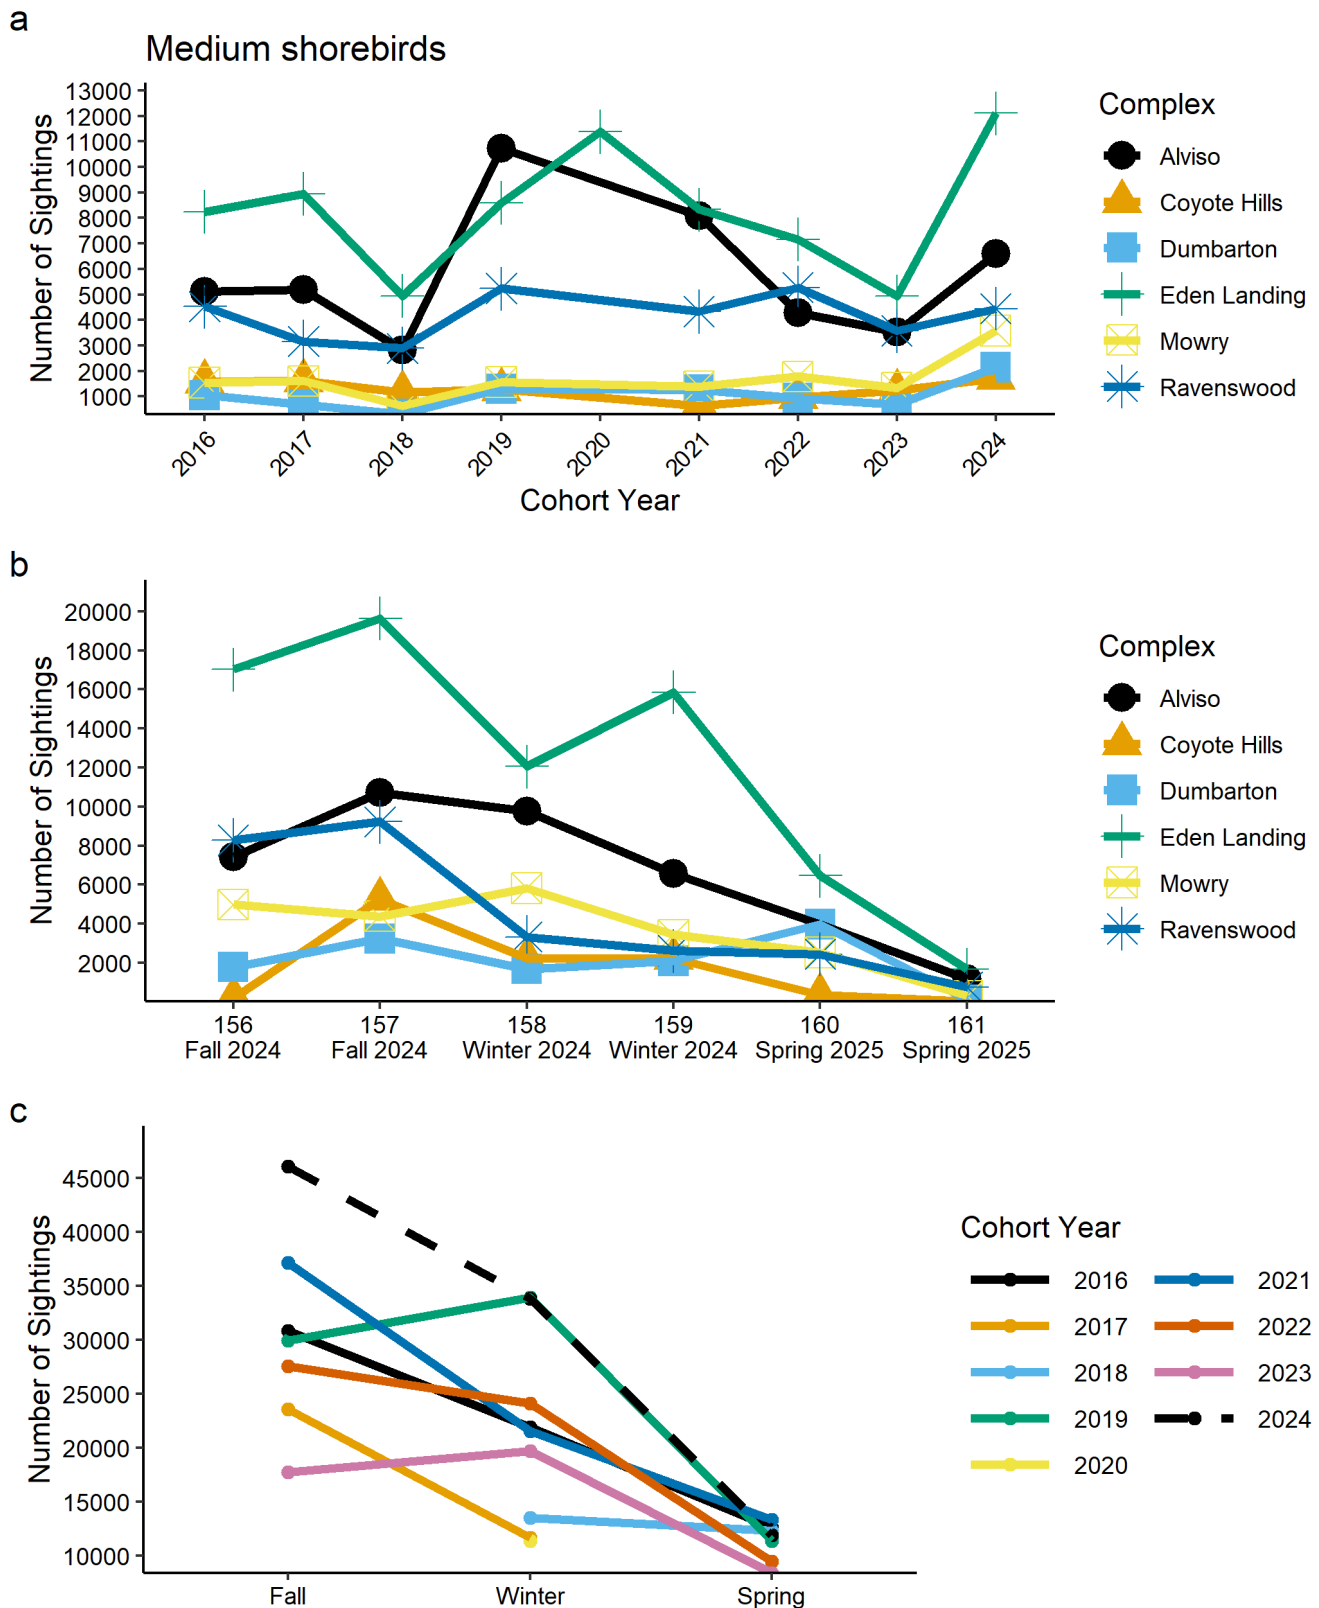 a
Medium shorebirds
Number of Sightings
13000
12000
11000
10000
9000
8000
7000
6000
5000
4000
3000
2000
1000
2016 2017 2018 2019 2020 2021 2022 2023 2024
Cohort Year
Complex
Alviso
Coyote Hills
Dumbarton
Eden Landing
Mowry
Ravenswood
b
Number of Sightings
20000
18000
16000
14000
12000
10000
8000
6000
4000
2000
156 157 158 159 160 161
Fall 2024 Fall 2024 Winter 2024 Winter 2024 Spring 2025 Spring 2025
Complex
Alviso
Coyote Hills
Dumbarton
Eden Landing
Mowry
Ravenswood
c
Number of Sightings
45000
40000
35000
30000
25000
20000
15000
10000
Fall Winter Spring
Cohort Year
2016 2021
2017 2022
2018 2023
2019 2024
2020